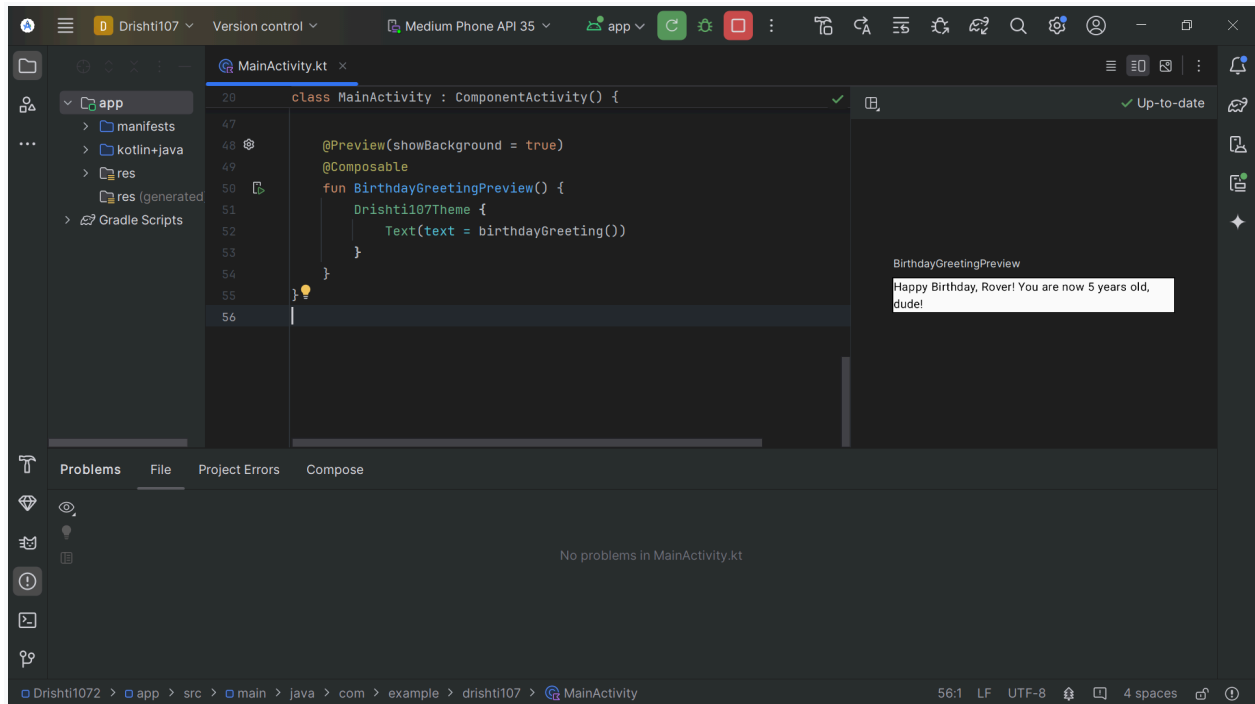 D Drishti107 Version control Medium Phone API 35 app
MainActivity.kt
app
manifests
kotlin+java
res
res (generated
Gradle Scripts
20 class MainActivity : ComponentActivity() {
47
48 @Preview(showBackground = true)
49 @Composable
50 fun BirthdayGreetingPreview() {
51 Drishti107Theme {
52 Text(text = birthdayGreeting())
53 }
54 }
55 }
56
Up-to-date
BirthdayGreetingPreview
Happy Birthday, Rover! You are now 5 years old,
dude!
Problems File Project Errors Compose
No problems in MainActivity.kt
Drishti1072 > app > src > main > java > com > example > drishti107 > MainActivity 56:1 LF UTF-8 4 spaces